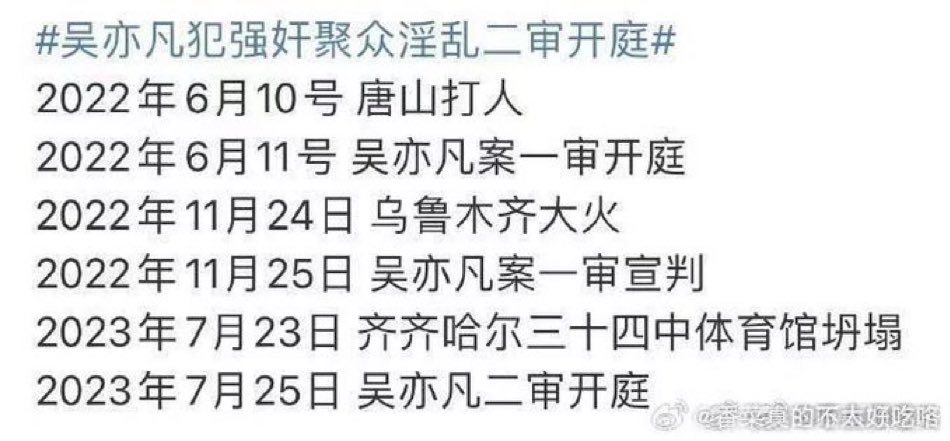 #吴亦凡犯强奸聚众淫乱二审开庭#
2022年6月10号 唐山打人
2022年6月11号 吴亦凡案一审开庭
2022年11月24日 乌鲁木齐大火
2022年11月25日 吴亦凡案一审宣判
2023年7月23日 齐齐哈尔三十四中体育馆坍塌
2023年7月25日 吴亦凡二审开庭
@香菜真的不太好吃咯